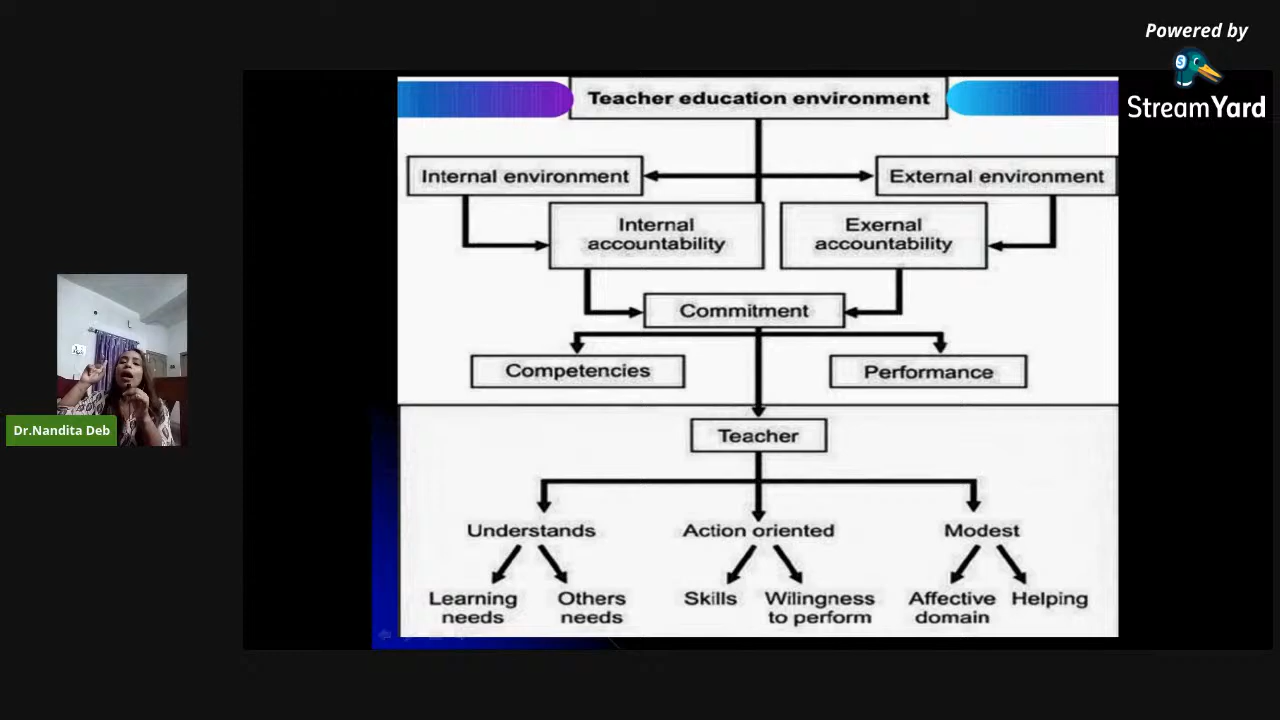 Powered by
StreamYard
Teacher education environment
Internal environment
External environment
Internal
accountability
Exernal
accountability
Commitment
Competencies
Performance
Teacher
Understands
Action oriented
Modest
Learning
needs
Others
needs
Skills
Wilingness
to perform
Affective
domain
Helping
Dr.Nandita Deb